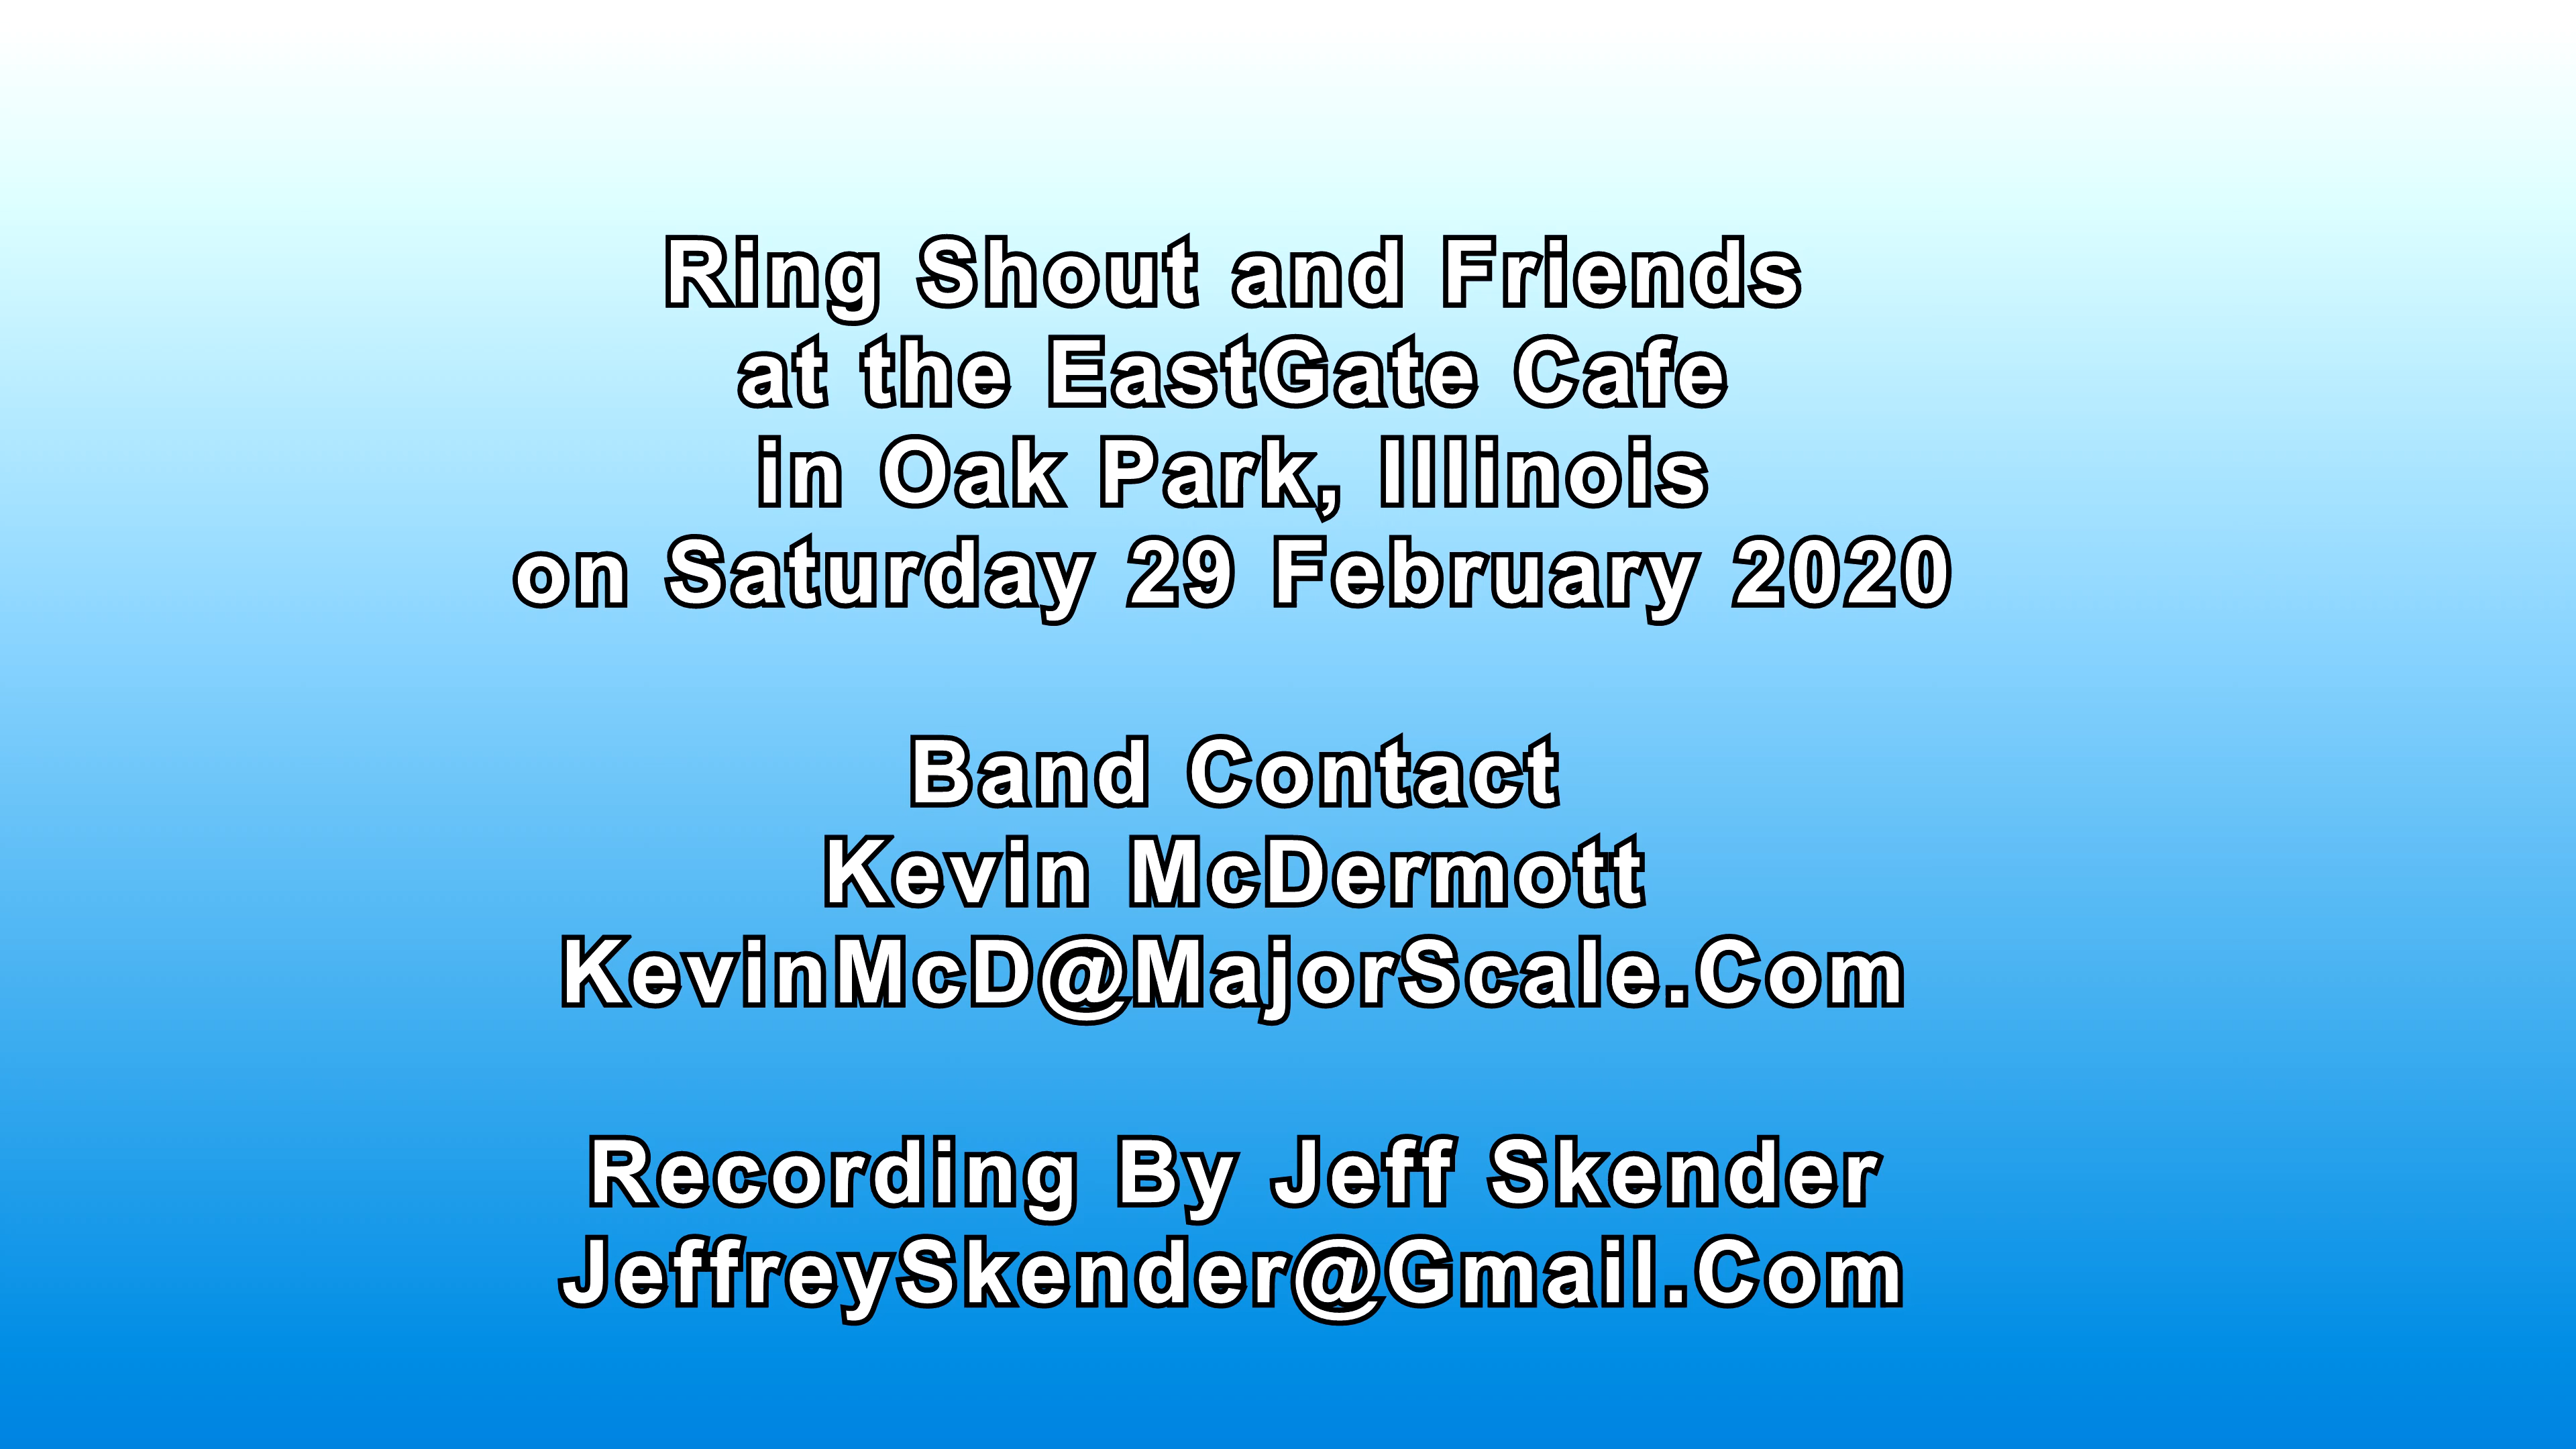 Ring Shout and Friends
at the EastGate Cafe
in Oak Park, Illinois
on Saturday 29 February 2020
Band Contact
Kevin McDermott
KevinMcD@MajorScale.Com
Recording By Jeff Skender
JeffreySkender@Gmail.Com